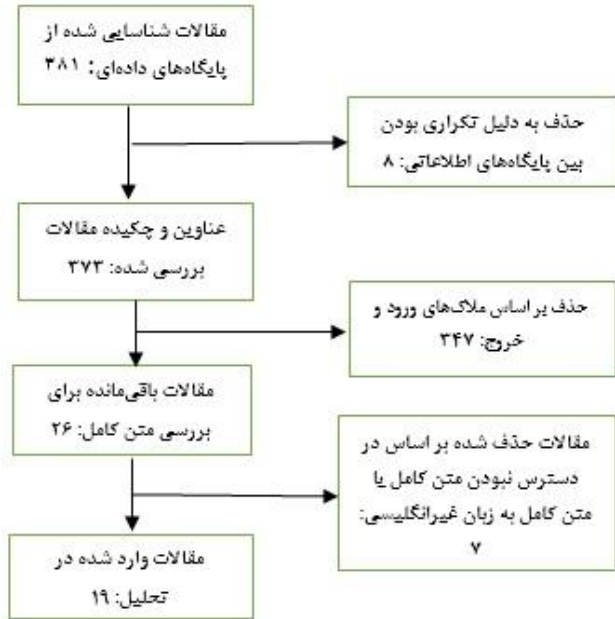 مقالات شناسایی شده از
پایگاه‌های داده‌ای: ۳۸۱
حذف به دلیل تکراری بودن
بین پایگاه‌های اطلاعاتی: ۸
عناوین و چکیده مقالات
بررسی شده: ۳۷۳
حذف بر اساس ملاک‌های ورود و
خروج: ۳۴۷
مقالات باقی‌مانده برای
بررسی متن کامل: ۲۶
مقالات حذف شده بر اساس در
دسترس نبودن متن کامل یا
متن کامل به زبان غیرانگلیسی:
۷
مقالات وارد شده در
تحلیل: ۱۹